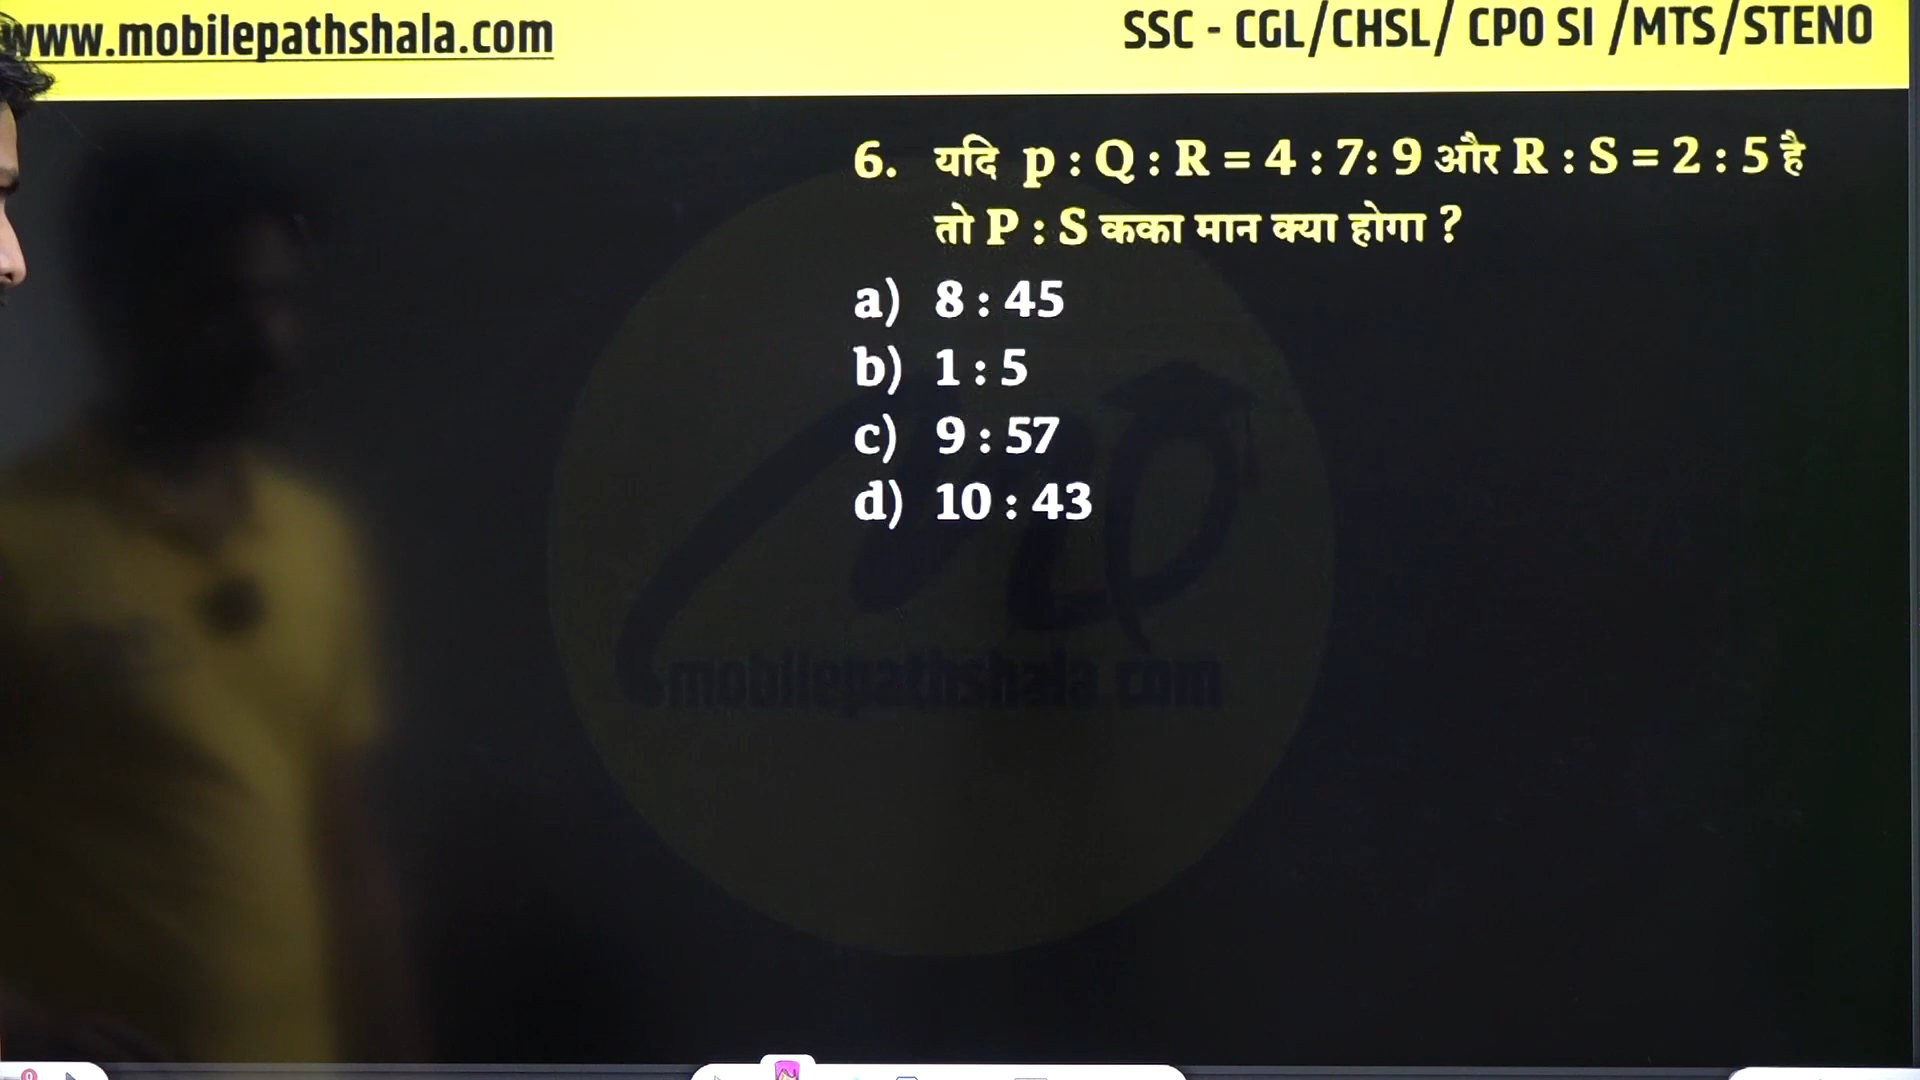 www.mobilepathshala.com
SSC - CGL/CHSL/ CPO SI /MTS/STENO
6. यदि p : Q : R = 4 : 7: 9 और R : S = 2 : 5 है
तो P : S कका मान क्या होगा ?
a) 8 : 45
b) 1 : 5
c) 9 : 57
d) 10 : 43
mobilepathshala.com